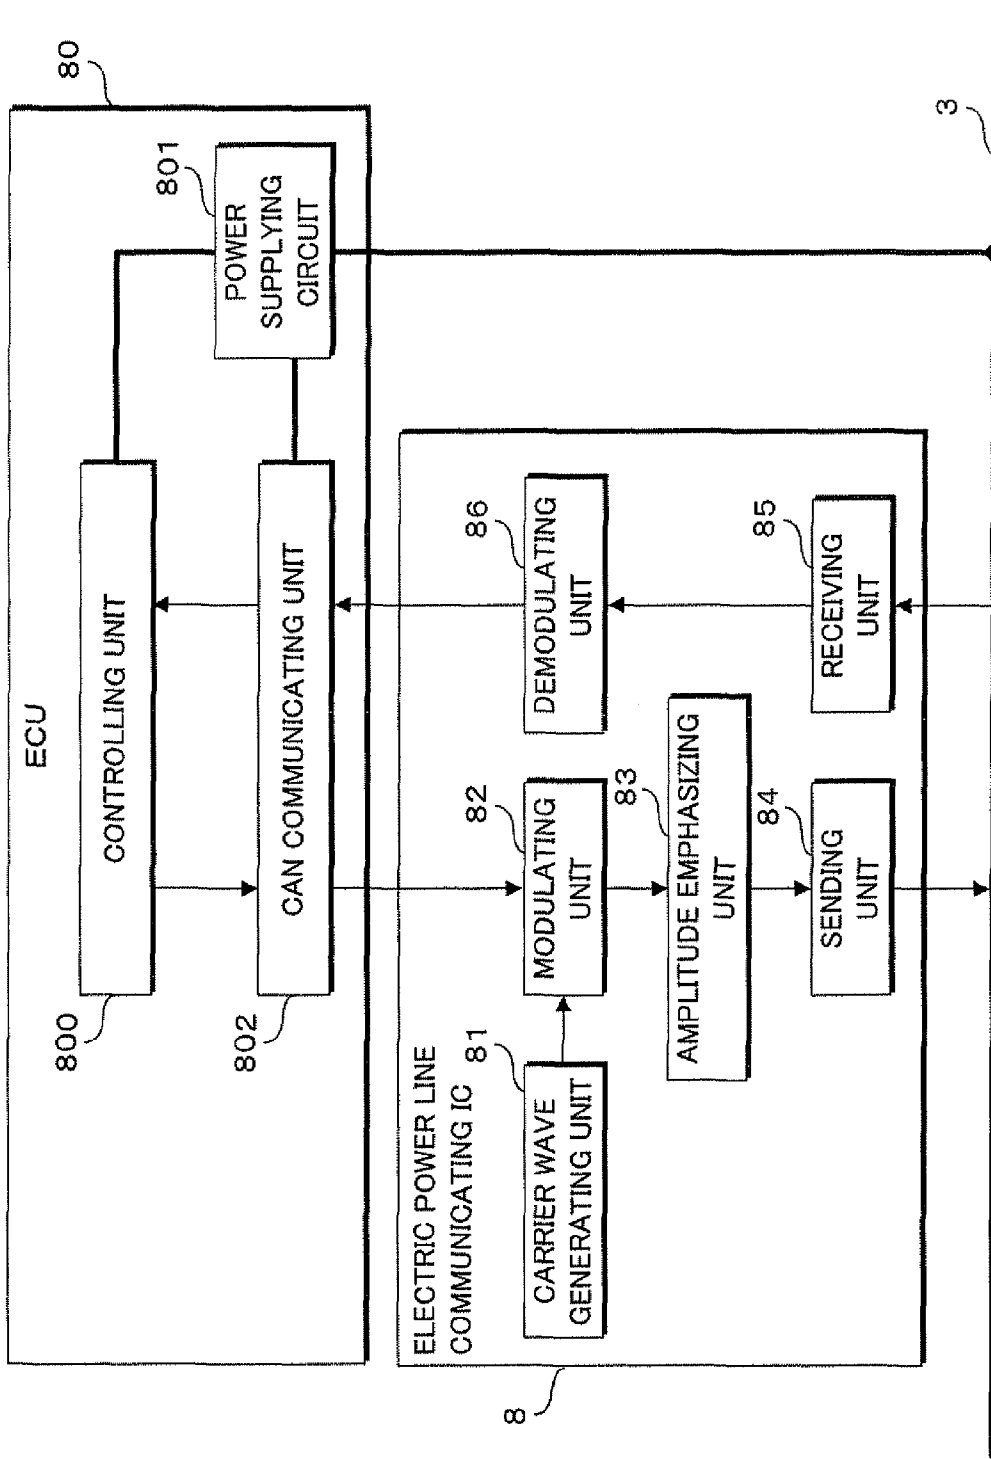 80
ECU
801
POWER
SUPPLYING
CIRCUIT
CONTROLLING UNIT
800
CAN COMMUNICATING UNIT
802
ELECTRIC POWER LINE
COMMUNICATING IC
8
81
CARRIER WAVE
GENERATING UNIT
82
MODULATING
UNIT
86
DEMODULATING
UNIT
83
AMPLITUDE EMPHASIZING
UNIT
84
SENDING
UNIT
85
RECEIVING
UNIT
3